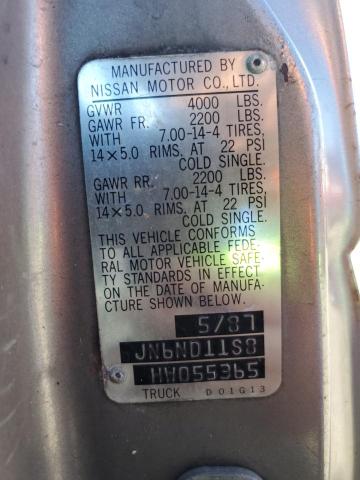 MANUFACTURED BY
NISSAN MOTOR CO., LTD.
GVWR 4000 LBS.
GAWR FR. 2200 LBS.
WITH 7.00-14-4 TIRES,
14×5.0 RIMS, AT 22 PSI
COLD SINGLE.
GAWR RR. 2200 LBS.
WITH 7.00-14-4 TIRES,
14×5.0 RIMS, AT 22 PSI
COLD SINGLE.
THIS VEHICLE CONFORMS
TO ALL APPLICABLE FEDE-
RAL MOTOR VEHICLE SAFE-
TY STANDARDS IN EFFECT
ON THE DATE OF MANUFA-
CTURE SHOWN BELOW.
5/87
JN6ND11S8
HW055365
TRUCK D01G13